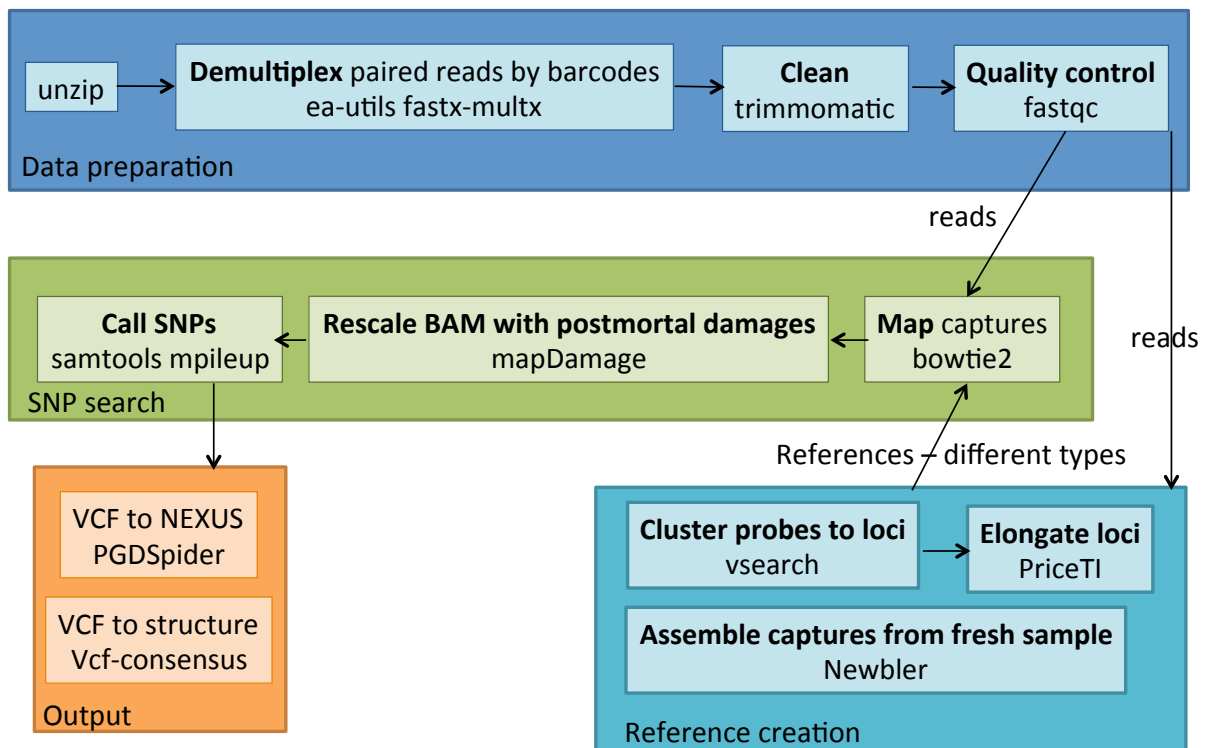 unzip
Demultiplex paired reads by barcodes
ea-utils fastx-multx
Clean
trimmomatic
Quality control
fastqc
Data preparation
reads
reads
Call SNPs
samtools mpileup
Rescale BAM with postmortal damages
mapDamage
Map captures
bowtie2
SNP search
References – different types
VCF to NEXUS
PGDSpider
VCF to structure
Vcf-consensus
Output
Cluster probes to loci
vsearch
Elongate loci
PriceTI
Assemble captures from fresh sample
Newbler
Reference creation